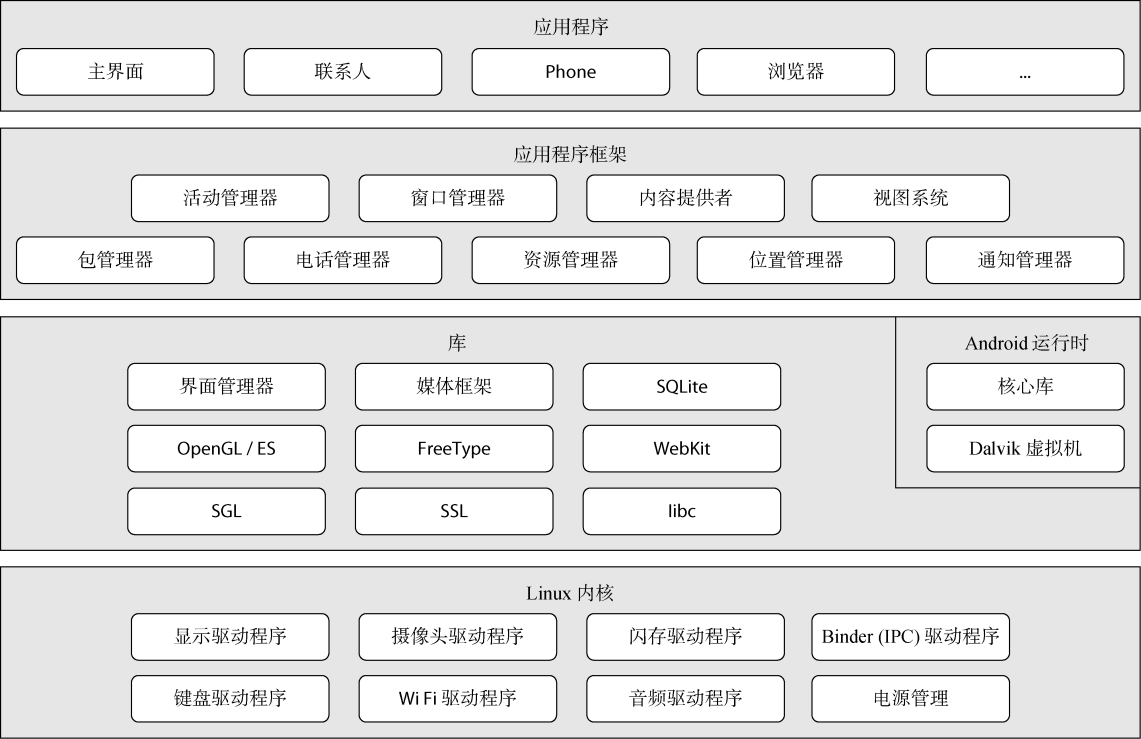 应用程序
主界面 联系人 Phone 浏览器 ...
应用程序框架
活动管理器 窗口管理器 内容提供者 视图系统
包管理器 电话管理器 资源管理器 位置管理器 通知管理器
库
界面管理器 媒体框架 SQLite
OpenGL / ES FreeType WebKit
SGL SSL libc
Android 运行时
核心库
Dalvik 虚拟机
Linux 内核
显示驱动程序 摄像头驱动程序 闪存驱动程序 Binder (IPC) 驱动程序
键盘驱动程序 Wi Fi 驱动程序 音频驱动程序 电源管理